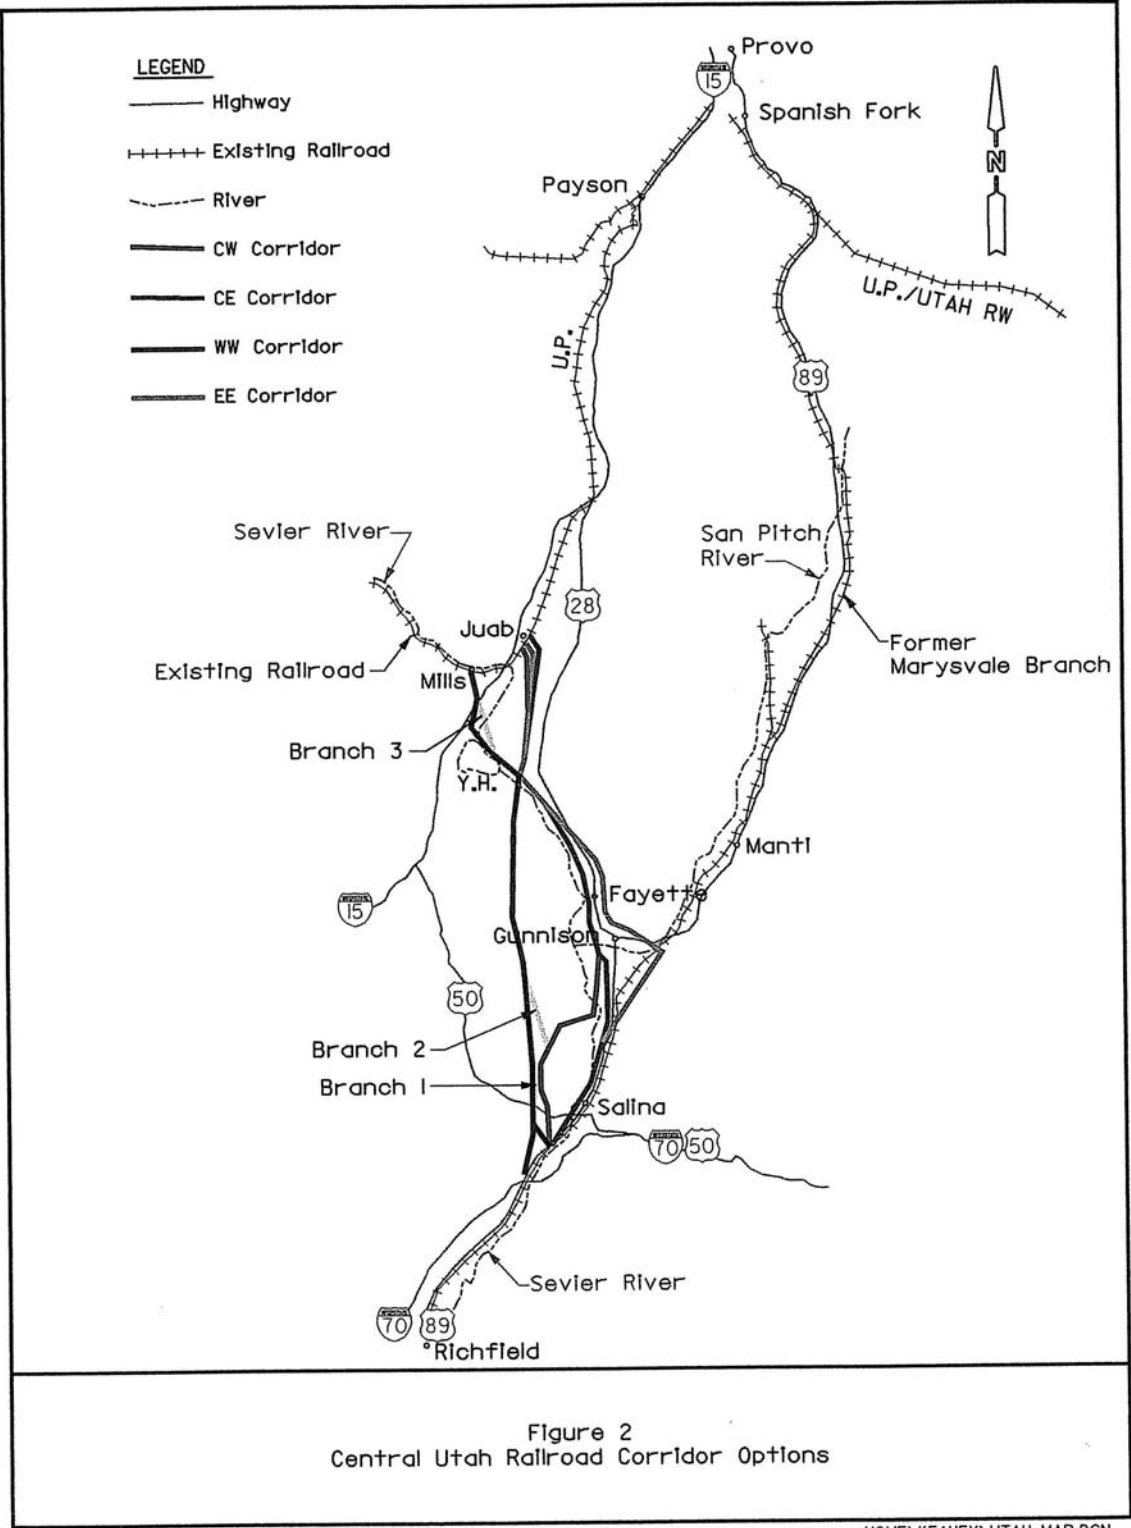 LEGEND
Highway
Existing Railroad
River
CW Corridor
CE Corridor
WW Corridor
EE Corridor
Provo
15
Spanish Fork
N
Payson
U.P./UTAH RW
U.P.
89
Sevier River
San Pitch
River
28
Juab
Former
Marysvale Branch
Existing Railroad
Mills
Branch 3
Y.H.
Manti
15
Fayette
Gunnison
50
Branch 2
Branch 1
Salina
70 50
Sevier River
70 89
Richfield
Figure 2
Central Utah Railroad Corridor Options